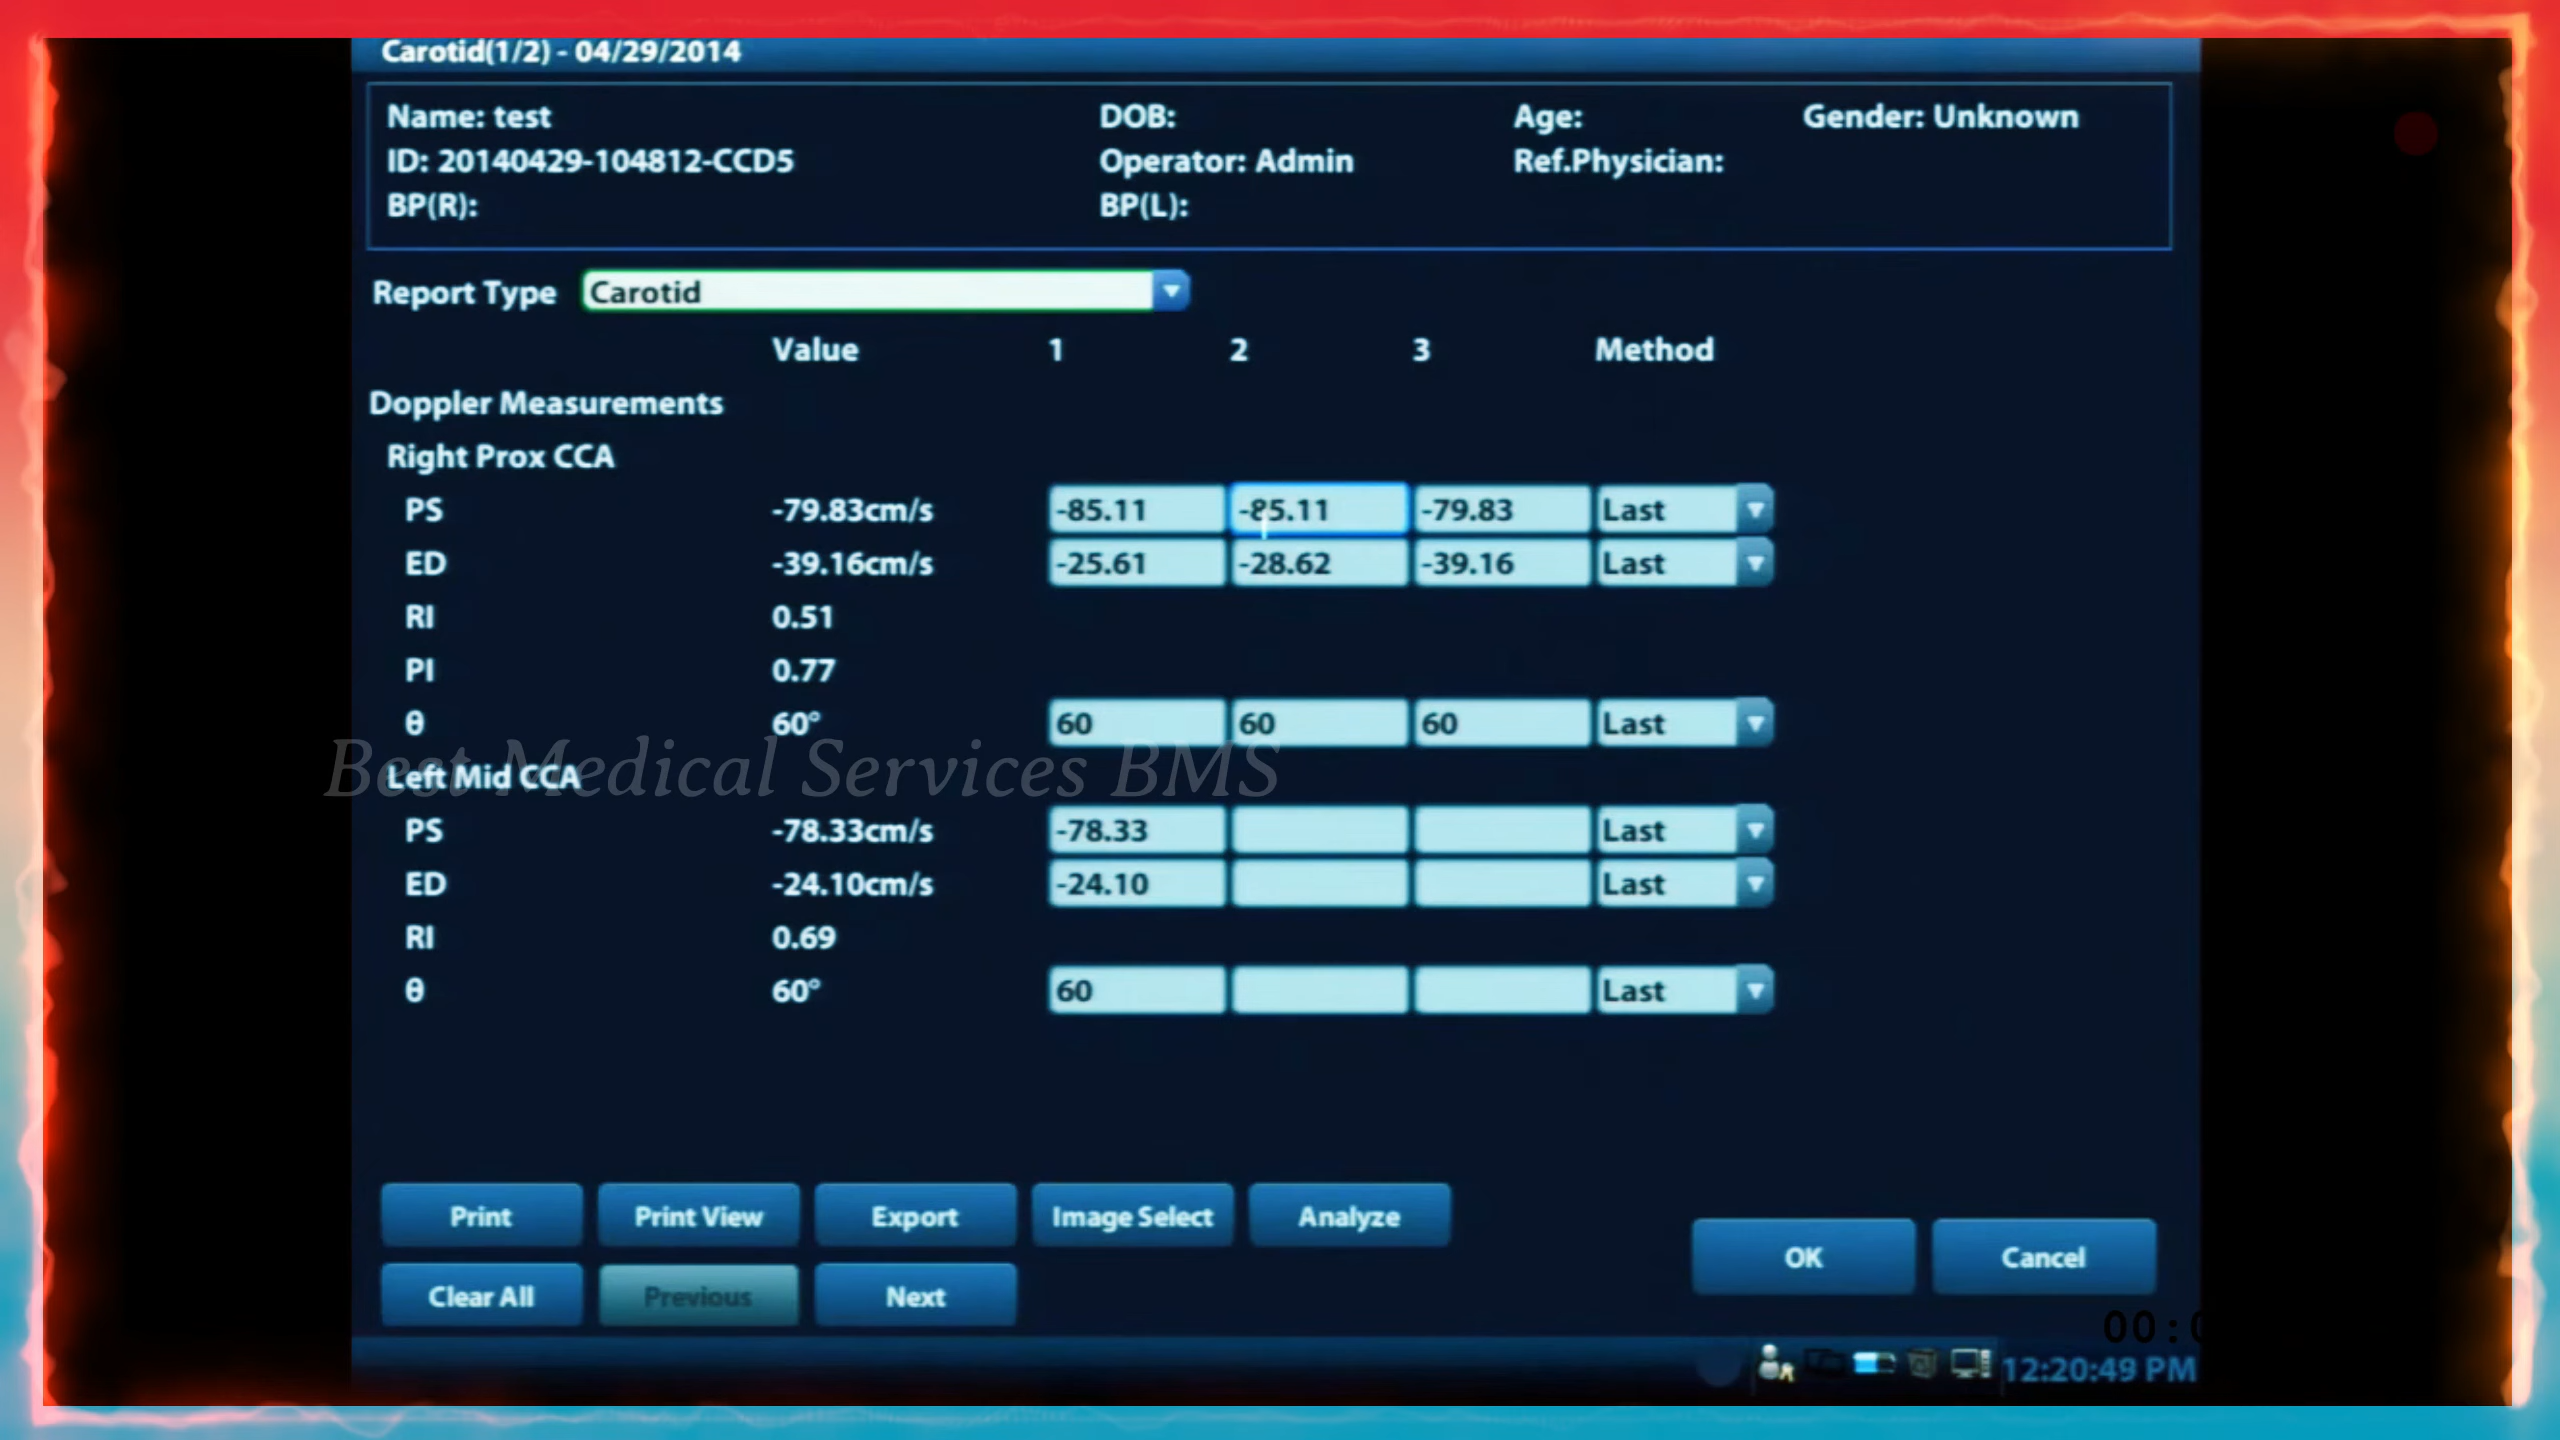 Carotid(1/2) - 04/29/2014
Name: test DOB: Age: Gender: Unknown
ID: 20140429-104812-CCD5 Operator: Admin Ref.Physician:
BP(R): BP(L):
Report Type Carotid
Value 1 2 3 Method
Doppler Measurements
Right Prox CCA
PS -79.83cm/s -85.11 -85.11 -79.83 Last
ED -39.16cm/s -25.61 -28.62 -39.16 Last
RI 0.51
PI 0.77
θ 60° 60 60 60 Last
Best Medical Services BMS
Left Mid CCA
PS -78.33cm/s -78.33 Last
ED -24.10cm/s -24.10 Last
RI 0.69
θ 60° 60 Last
Print Print View Export Image Select Analyze
OK Cancel
Clear All Previous Next
00:
12:20:49 PM